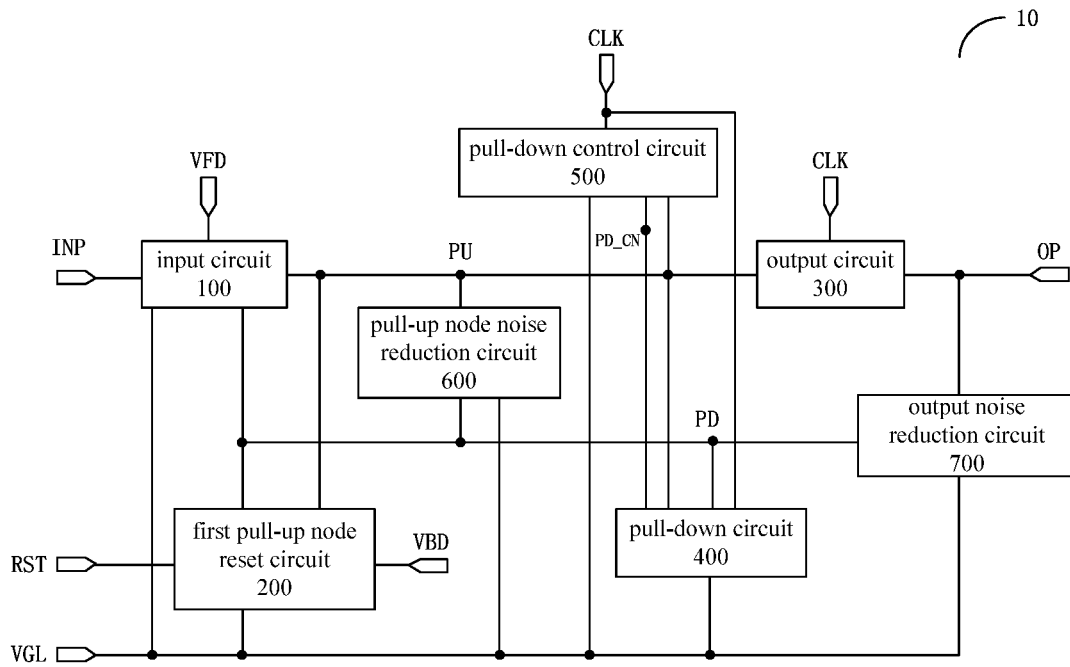 10
CLK
pull-down control circuit
500
VFD
CLK
INP
input circuit
100
PU
PD_CN
output circuit
300
OP
pull-up node noise
reduction circuit
600
PD
output noise
reduction circuit
700
first pull-up node
reset circuit
200
RST
VBD
pull-down circuit
400
VGL